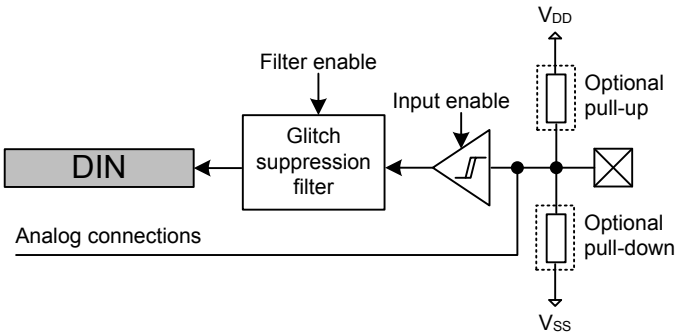 VDD
Filter enable
Optional
pull-up
Input enable
Glitch
suppression
filter
DIN
Analog connections
Optional
pull-down
VSS